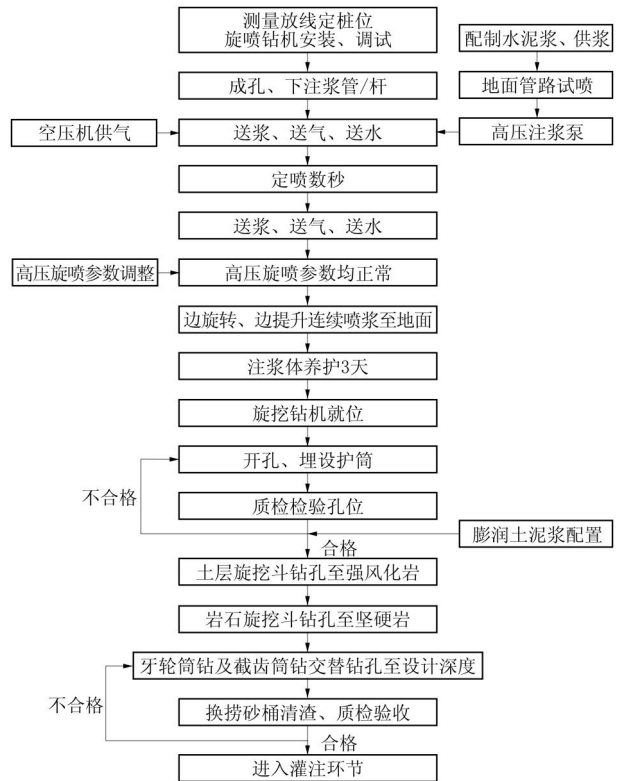 测量放线定桩位
旋喷钻机安装、调试
配制水泥浆、供浆
成孔、下注浆管/杆
地面管路试喷
空压机供气
送浆、送气、送水
高压注浆泵
定喷数秒
送浆、送气、送水
高压旋喷参数调整
高压旋喷参数均正常
边旋转、边提升连续喷浆至地面
注浆体养护3天
旋挖钻机就位
开孔、埋设护筒
不合格
质检检验孔位
膨润土泥浆配置
合格
土层旋挖斗钻孔至强风化岩
岩石旋挖斗钻孔至坚硬岩
牙轮筒钻及截齿筒钻交替钻孔至设计深度
不合格
换捞砂桶清渣、质检验收
合格
进入灌注环节